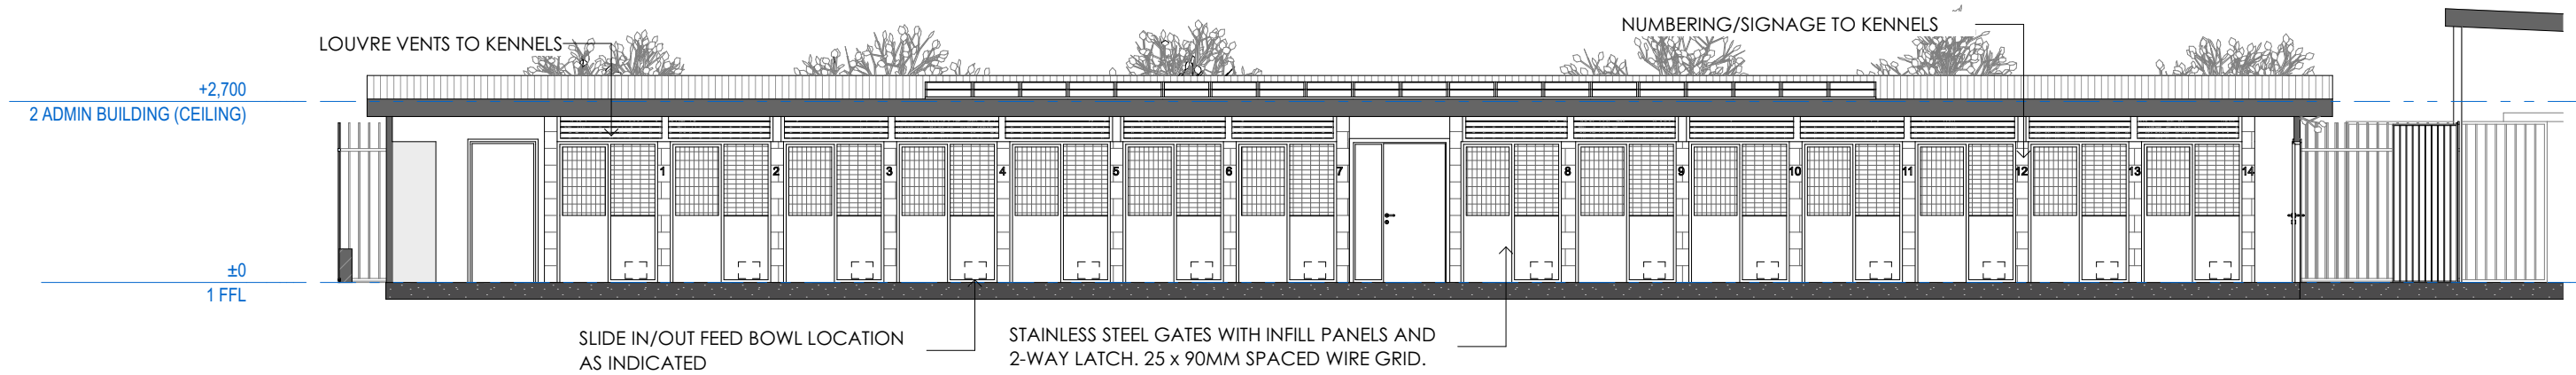 LOUVRE VENTS TO KENNELS
NUMBERING/SIGNAGE TO KENNELS
+2,700
2 ADMIN BUILDING (CEILING)
1
2
3
4
5
6
7
8
9
10
11
12
13
14
±0
1 FFL
SLIDE IN/OUT FEED BOWL LOCATION
AS INDICATED
STAINLESS STEEL GATES WITH INFILL PANELS AND
2-WAY LATCH. 25 x 90MM SPACED WIRE GRID.